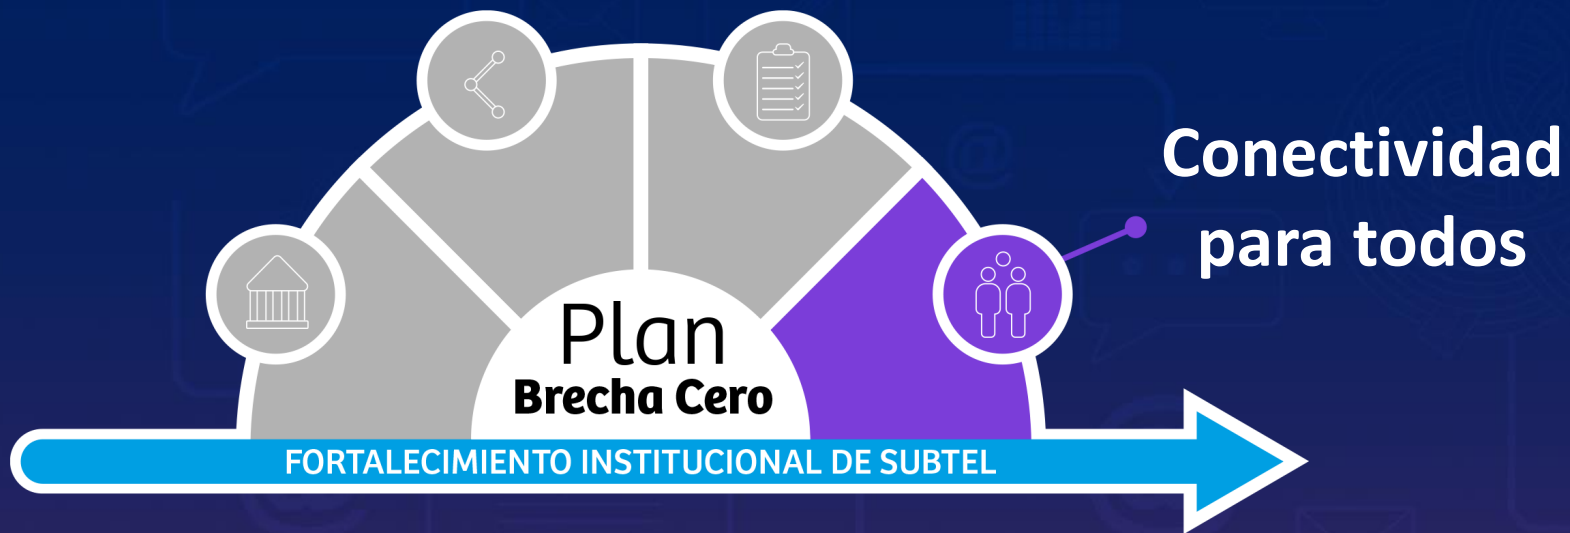 Conectividad
para todos
Plan
Brecha Cero
FORTALECIMIENTO INSTITUCIONAL DE SUBTEL